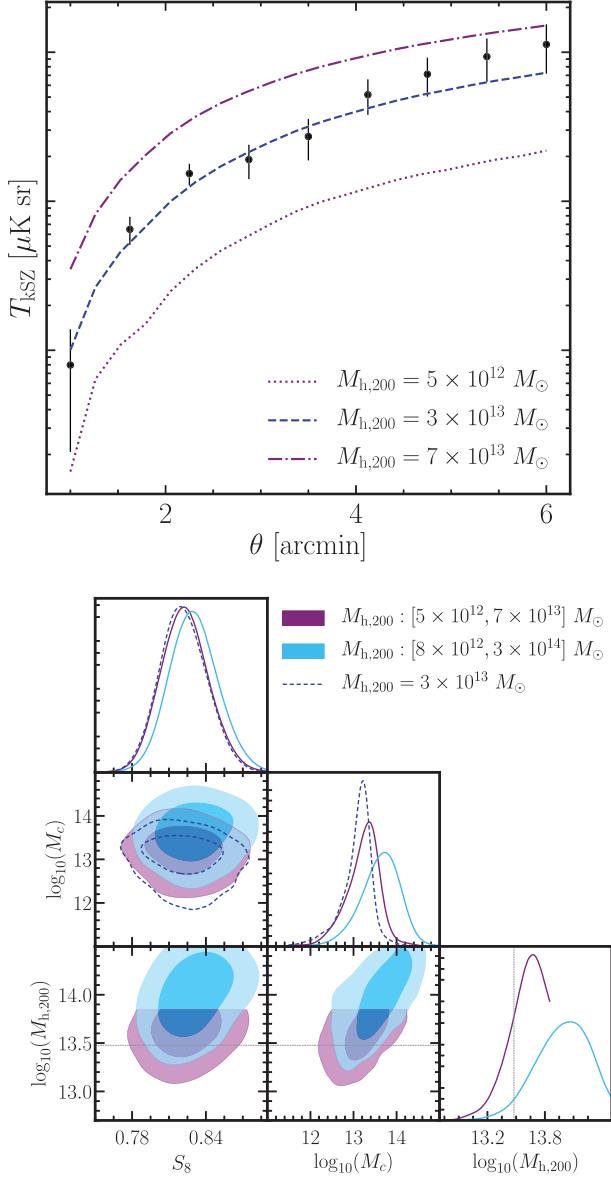 T_kSZ [μK sr]
M_h,200 = 5 × 10^12 M_⊙
M_h,200 = 3 × 10^13 M_⊙
M_h,200 = 7 × 10^13 M_⊙
2 4 6
θ [arcmin]
M_h,200 : [5 × 10^12, 7 × 10^13] M_⊙
M_h,200 : [8 × 10^12, 3 × 10^14] M_⊙
M_h,200 = 3 × 10^13 M_⊙
log_10(M_c)
14
13
12
log_10(M_h,200)
14.0
13.5
13.0
0.78 0.84 12 13 14 13.2 13.8
S_8 log_10(M_c) log_10(M_h,200)